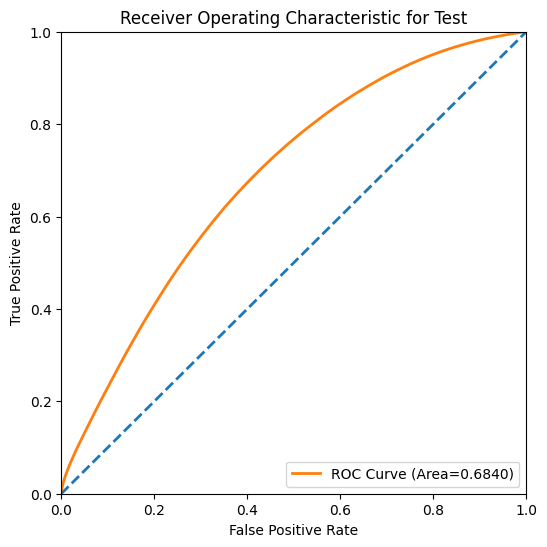 Receiver Operating Characteristic for Test
True Positive Rate
1.0
0.8
0.6
0.4
0.2
0.0
ROC Curve (Area=0.6840)
0.0 0.2 0.4 0.6 0.8 1.0
False Positive Rate